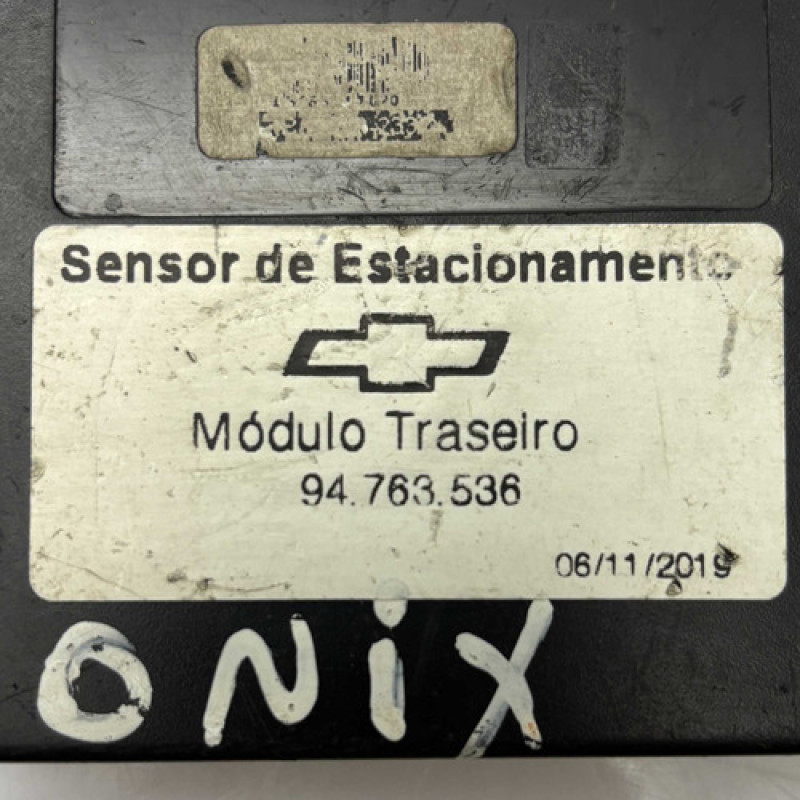 Sensor de Estacionamento
Módulo Traseiro
94.763.536
06/11/2019
ONiX